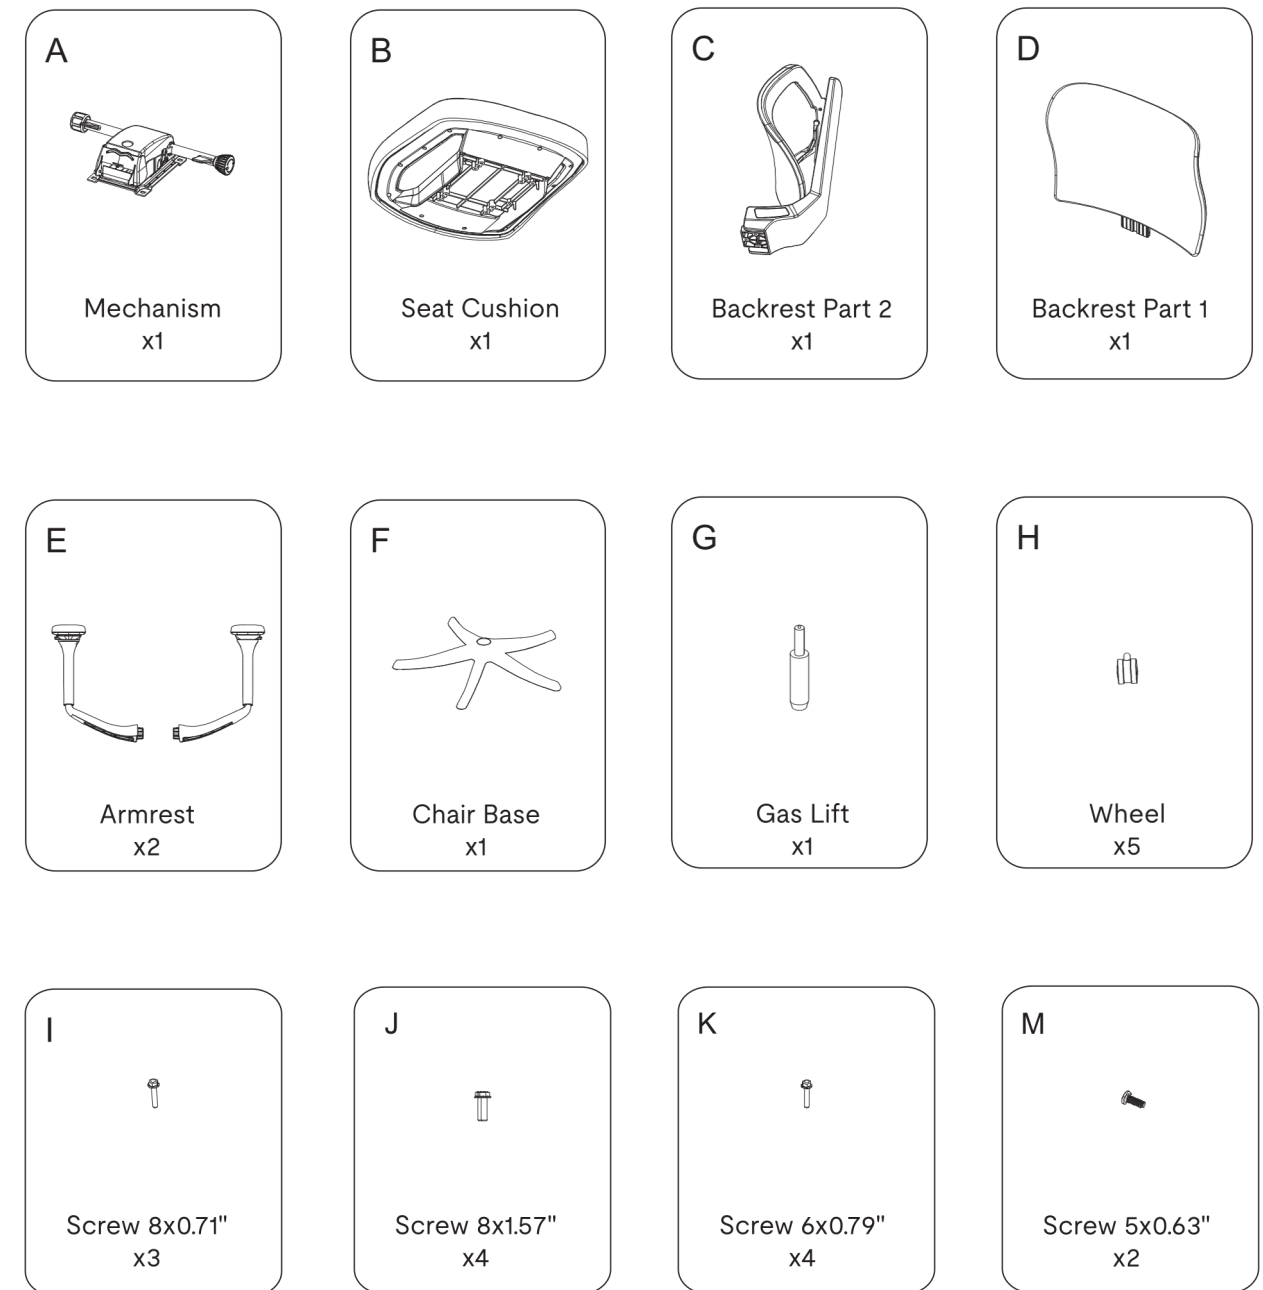 A
Mechanism
x1
B
Seat Cushion
x1
C
Backrest Part 2
x1
D
Backrest Part 1
x1
E
Armrest
x2
F
Chair Base
x1
G
Gas Lift
x1
H
Wheel
x5
I
Screw 8x0.71"
x3
J
Screw 8x1.57"
x4
K
Screw 6x0.79"
x4
M
Screw 5x0.63"
x2